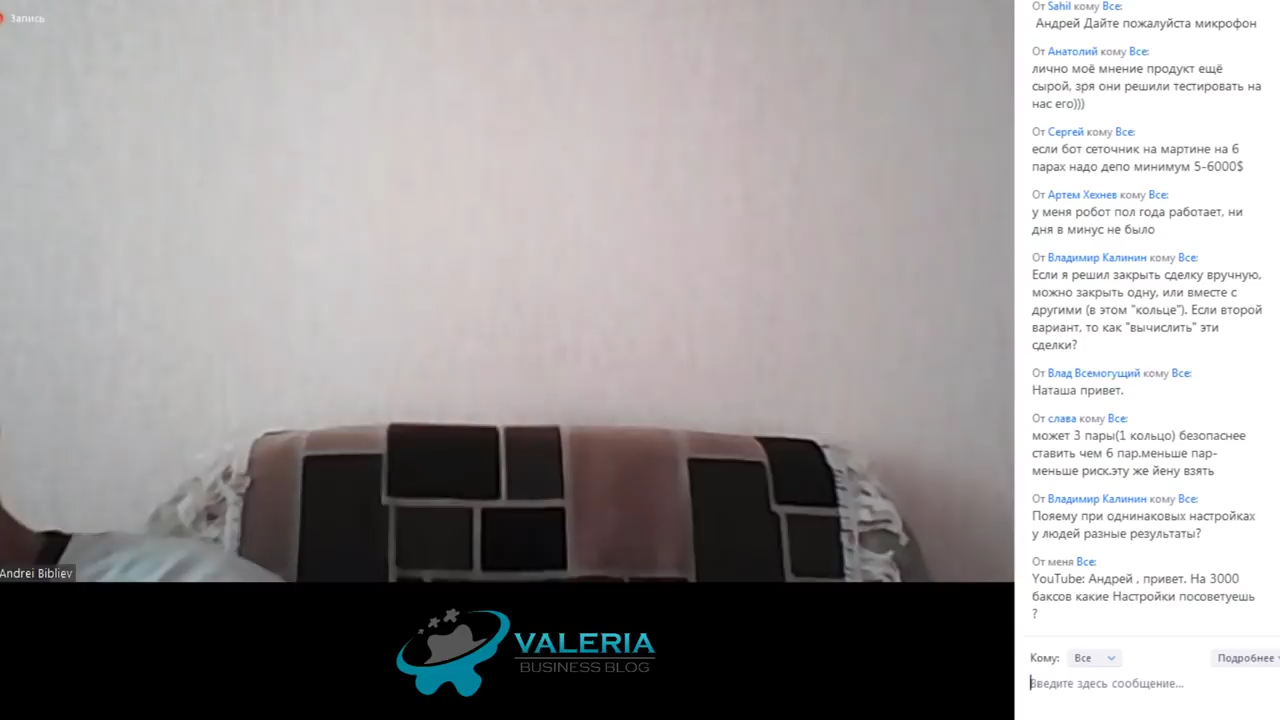 Запись
Andrei Bibliev
VALERIA
BUSINESS BLOG
От Sahil кому Все:
Андрей Дайте пожалуйста микрофон
От Анатолий кому Все:
лично моё мнение продукт ещё
сырой, зря они решили тестировать на
нас его)))
От Сергей кому Все:
если бот сеточник на мартине на 6
парах надо депо минимум 5-6000$
От Артем Хехнев кому Все:
у меня робот пол года работает, ни
дня в минус не было
От Владимир Калинин кому Все:
Если я решил закрыть сделку вручную,
можно закрыть одну, или вместе с
другими (в этом "кольце"). Если второй
вариант, то как "вычислить" эти
сделки?
От Влад Всемогущий кому Все:
Наташа привет.
От слава кому Все:
может 3 пары(1 кольцо) безопаснее
ставить чем 6 пар.меньше пар-
меньше риск.эту же йену взять
От Владимир Калинин кому Все:
Пояему при однинаковых настройках
у людей разные результаты?
От меня Все:
YouTube: Андрей , привет. На 3000
баксов какие Настройки посоветуешь
?
Кому: Все Подробнее
Введите здесь сообщение...